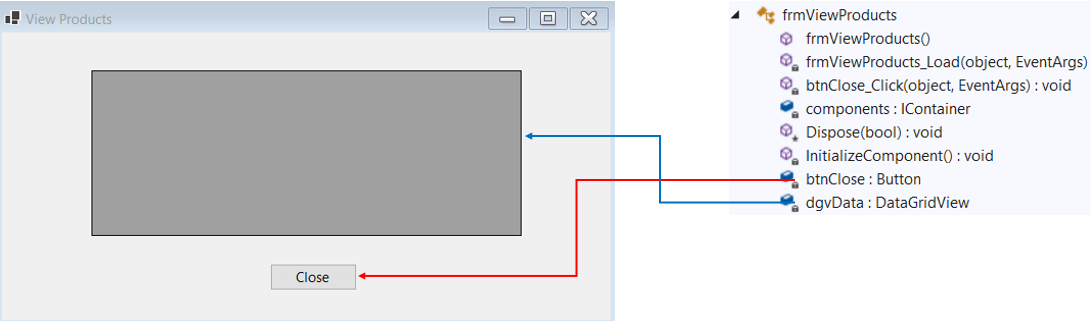 View Products
Close
frmViewProducts
frmViewProducts()
frmViewProducts_Load(object, EventArgs)
btnClose_Click(object, EventArgs) : void
components : IContainer
Dispose(bool) : void
InitializeComponent() : void
btnClose : Button
dgvData : DataGridView